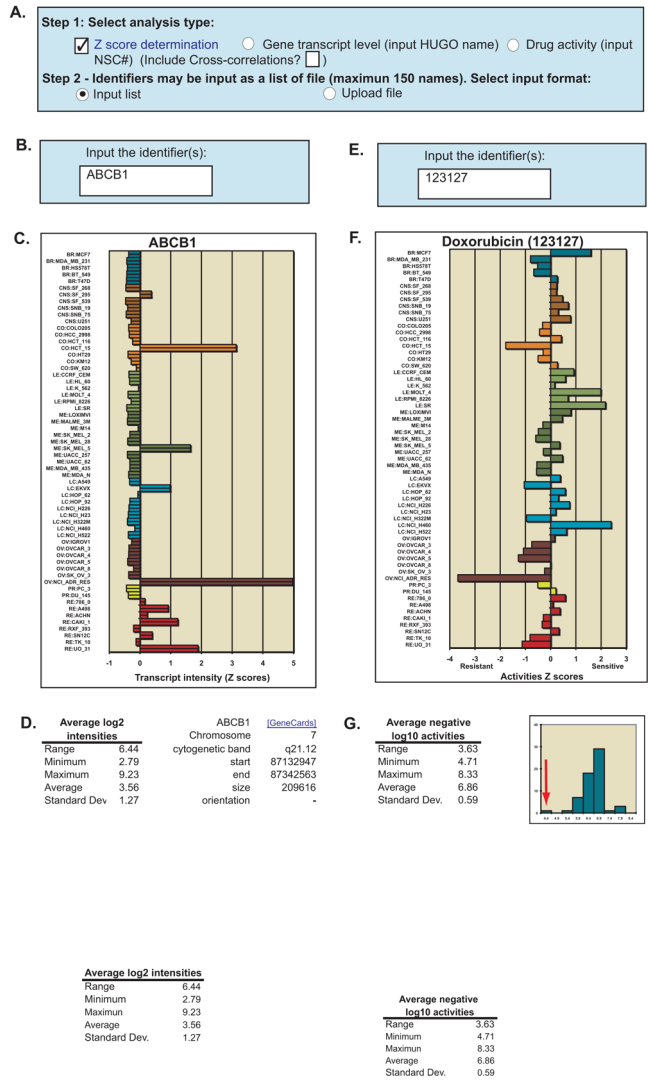 A.
Step 1: Select analysis type:
Z score determination Gene transcript level (input HUGO name) Drug activity (input
NSC#) (Include Cross-correlations? )
Step 2 - Identifiers may be input as a list of file (maximun 150 names). Select input format:
Input list Upload file
B.
Input the identifier(s):
ABCB1
E.
Input the identifier(s):
123127
C.
ABCB1
BR:MCF7
BR:MDA_MB_231
BR:HS578T
BR:BT_549
BR:T47D
CNS:SF_268
CNS:SF_295
CNS:SF_539
CNS:SNB_19
CNS:SNB_75
CNS:U251
CO:COLO205
CO:HCC_2998
CO:HCT_116
CO:HCT_15
CO:HT29
CO:KM12
CO:SW_620
LE:CCRF_CEM
LE:HL_60
LE:K_562
LE:MOLT_4
LE:RPMI_8226
LE:SR
ME:LOXIMVI
ME:MALME_3M
ME:M14
ME:SK_MEL_2
ME:SK_MEL_28
ME:SK_MEL_5
ME:UACC_257
ME:UACC_62
ME:MDA_MB_435
ME:MDA_N
LC:A549
LC:EKVX
LC:HOP_62
LC:HOP_92
LC:NCI_H226
LC:NCI_H23
LC:NCI_H322M
LC:NCI_H460
LC:NCI_H522
OV:IGROV1
OV:OVCAR_3
OV:OVCAR_4
OV:OVCAR_5
OV:OVCAR_8
OV:SK_OV_3
OV:NCI_ADR_RES
PR:PC_3
PR:DU_145
RE:786_0
RE:A498
RE:ACHN
RE:CAKI_1
RE:RXF_393
RE:SN12C
RE:TK_10
RE:UO_31
-1 0 1 2 3 4 5
Transcript intensity (Z scores)
F.
Doxorubicin (123127)
BR:MCF7
BR:MDA_MB_231
BR:HS578T
BR:BT_549
BR:T47D
CNS:SF_268
CNS:SF_295
CNS:SF_539
CNS:SNB_19
CNS:SNB_75
CNS:U251
CO:COLO205
CO:HCC_2998
CO:HCT_116
CO:HCT_15
CO:HT29
CO:KM12
CO:SW_620
LE:CCRF_CEM
LE:HL_60
LE:K_562
LE:MOLT_4
LE:RPMI_8226
LE:SR
ME:LOXIMVI
ME:MALME_3M
ME:M14
ME:SK_MEL_2
ME:SK_MEL_28
ME:SK_MEL_5
ME:UACC_257
ME:UACC_62
ME:MDA_MB_435
ME:MDA_N
LC:A549
LC:EKVX
LC:HOP_62
LC:HOP_92
LC:NCI_H226
LC:NCI_H23
LC:NCI_H322M
LC:NCI_H460
LC:NCI_H522
OV:IGROV1
OV:OVCAR_3
OV:OVCAR_4
OV:OVCAR_5
OV:OVCAR_8
OV:SK_OV_3
OV:NCI_ADR_RES
PR:PC_3
PR:DU_145
RE:786_0
RE:A498
RE:ACHN
RE:CAKI_1
RE:RXF_393
RE:SN12C
RE:TK_10
RE:UO_31
-4 -3 -2 -1 0 1 2 3
Resistant Sensitive
Activities Z scores
D.
Average log2
intensities
Range 6.44
Minimum 2.79
Maximum 9.23
Average 3.56
Standard Dev 1.27
ABCB1 [GeneCards]
Chromosome 7
cytogenetic band q21.12
start 87132947
end 87342563
size 209616
orientation -
G.
Average negative
log10 activities
Range 3.63
Minimum 4.71
Maximum 8.33
Average 6.86
Standard Dev. 0.59
40
30
20
10
0
Average log2 intensities
Range 6.44
Minimum 2.79
Maximun 9.23
Average 3.56
Standard Dev. 1.27
Average negative
log10 activities
Range 3.63
Minimum 4.71
Maximun 8.33
Average 6.86
Standard Dev. 0.59